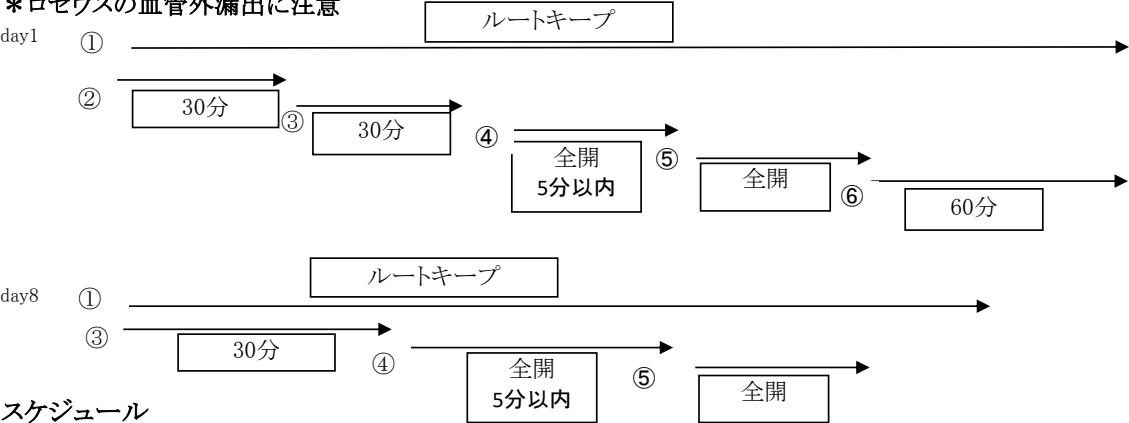 ＊ロゼウスの血管外漏出に注意
ルートキープ
day1 ①
② 30分
③ 30分
④ 全開
5分以内
⑤ 全開
⑥ 60分
ルートキープ
day8 ①
③ 30分
④ 全開
5分以内
⑤ 全開
スケジュール